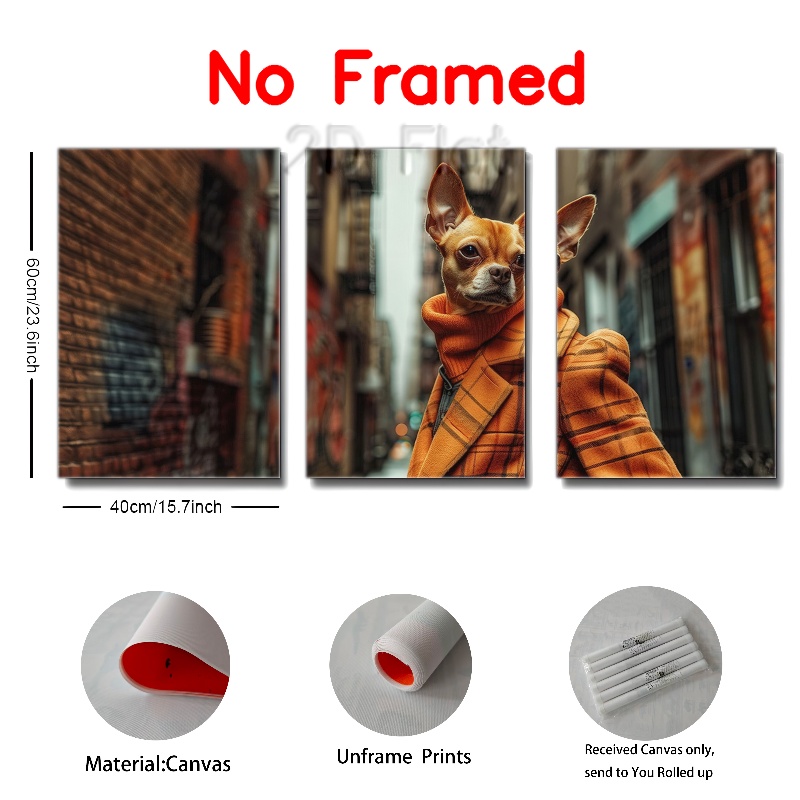 No Framed
2D Flat
60cm/23.6inch
40cm/15.7inch
Material:Canvas
Unframe Prints
Received Canvas only,
send to You Rolled up